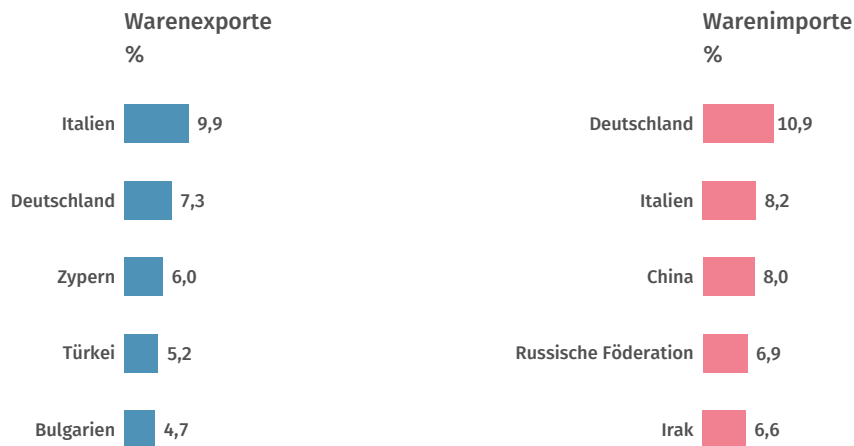 Warenexporte
%
Italien 9,9
Deutschland 7,3
Zypern 6,0
Türkei 5,2
Bulgarien 4,7
Warenimporte
%
Deutschland 10,9
Italien 8,2
China 8,0
Russische Föderation 6,9
Irak 6,6